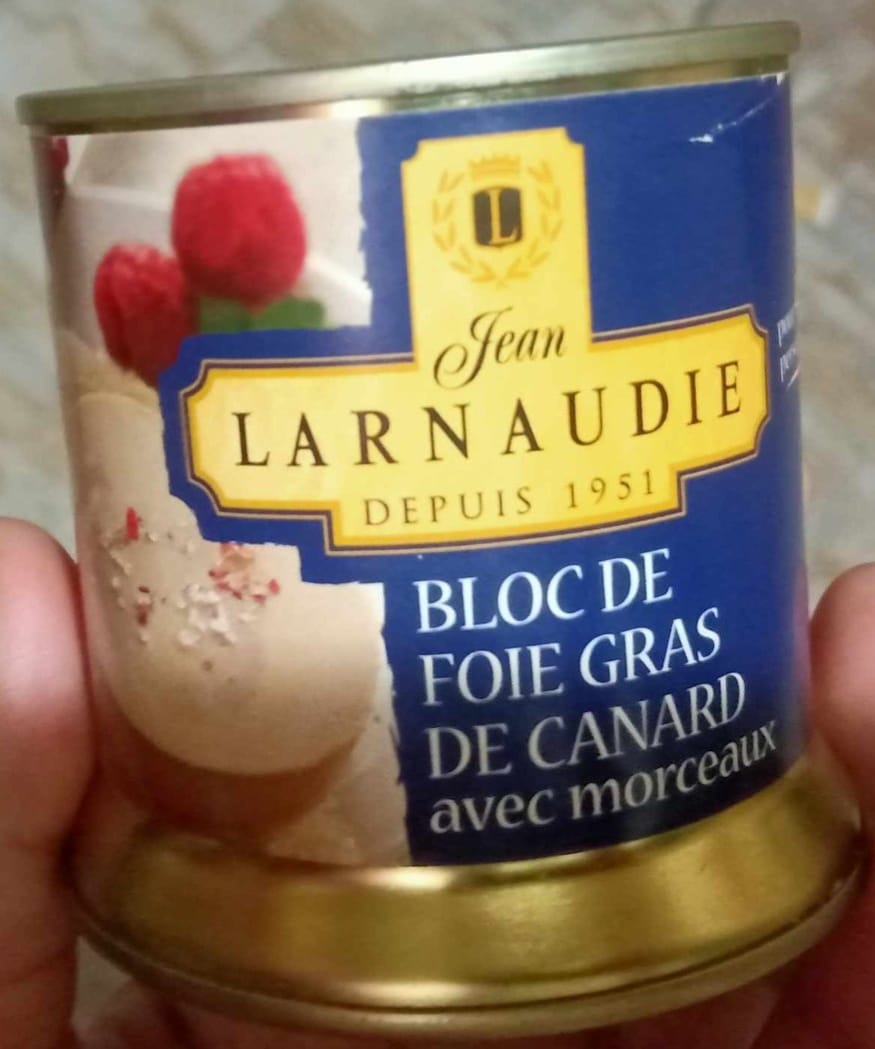 L
Jean
LARNAUDIE
DEPUIS 1951
BLOC DE
FOIE GRAS
DE CANARD
avec morceaux